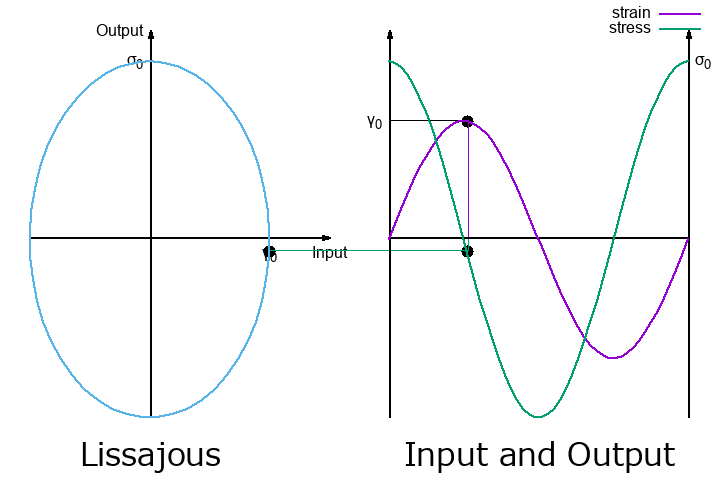 strain
stress
Output
σ0
σ0
γ0
γ0
Input
Lissajous
Input and Output